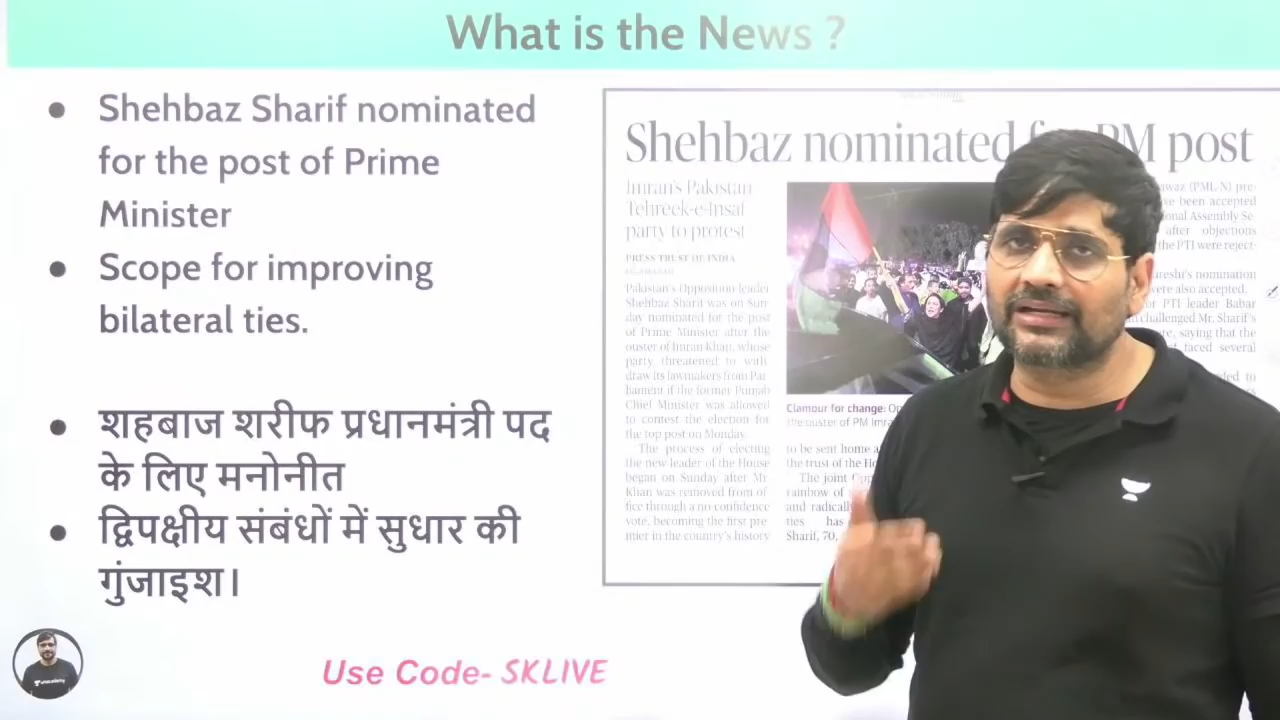 What is the News ?
Shehbaz Sharif nominated
for the post of Prime
Minister
Scope for improving
bilateral ties.
शहबाज शरीफ प्रधानमंत्री पद
के लिए मनोनीत
द्विपक्षीय संबंधों में सुधार की
गुंजाइश।
Use Code- SKLIVE
Shehbaz nominated PM post
Imran's Pakistan
Tehreek-e-Insaf
party to protest
PRESS TRUST OF INDIA
ISLAMABAD
Pakistan's Opposition leader
Shehbaz Sharif was on Sun-
day nominated for the post
of Prime Minister after the
ouster of Imran Khan, whose
party threatened to with-
draw its lawmakers from Par-
liament if the former Punjab
Chief Minister was allowed
to contest the election for
the top post on Monday.
The process of electing
the new leader of the House
began on Sunday after Mr.
Khan was removed from of-
fice through a no-confidence
vote, becoming the first pre-
mier in the country's history
Clamour for change:
the ouster of PM
to be sent home
the trust of the
The joint
rainbow of
and radically
ties has
Sharif, 70,
(PML-N) pre-
have been accepted
Assembly Se-
after objections
the PTI were reject-
nomination
were also accepted.
PTI leader Babar
challenged Mr. Sharif's
saying that the
faced several
to